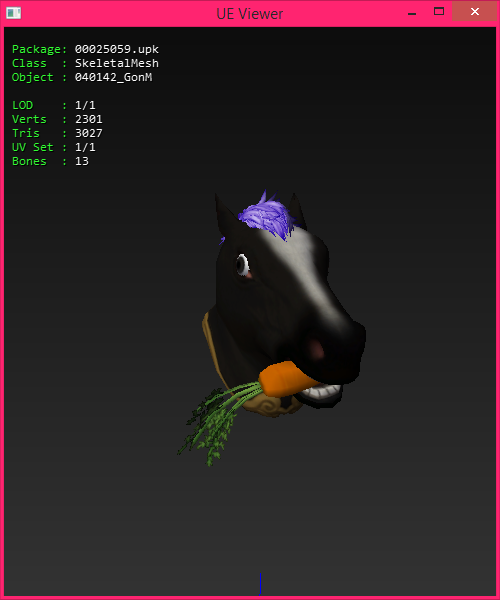 UE Viewer
Package: 00025059.upk
Class  : SkeletalMesh
Object : 040142_GonM
LOD    : 1/1
Verts  : 2301
Tris   : 3027
UV Set : 1/1
Bones  : 13